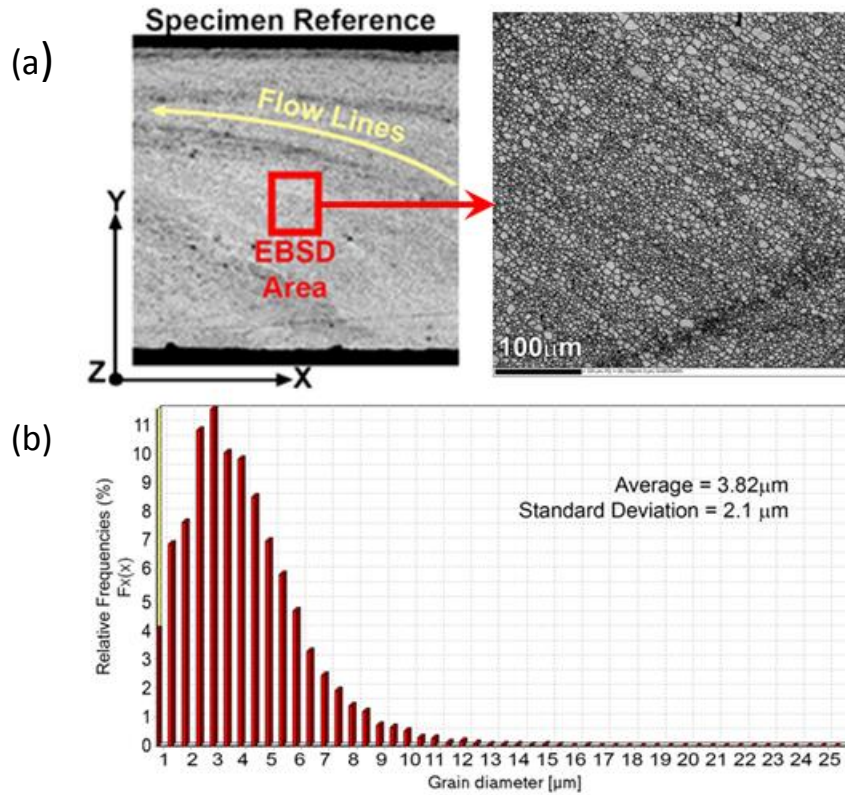 Specimen Reference
(a)
Flow Lines
Y
EBSD
Area
Z
X
100μm
(b)
11
10
9
8
7
6
5
4
3
2
1
0
Relative Frequencies (%)
Fx(x)
Average = 3.82μm
Standard Deviation = 2.1 μm
1 2 3 4 5 6 7 8 9 10 11 12 13 14 15 16 17 18 19 20 21 22 23 24 25
Grain diameter [µm]